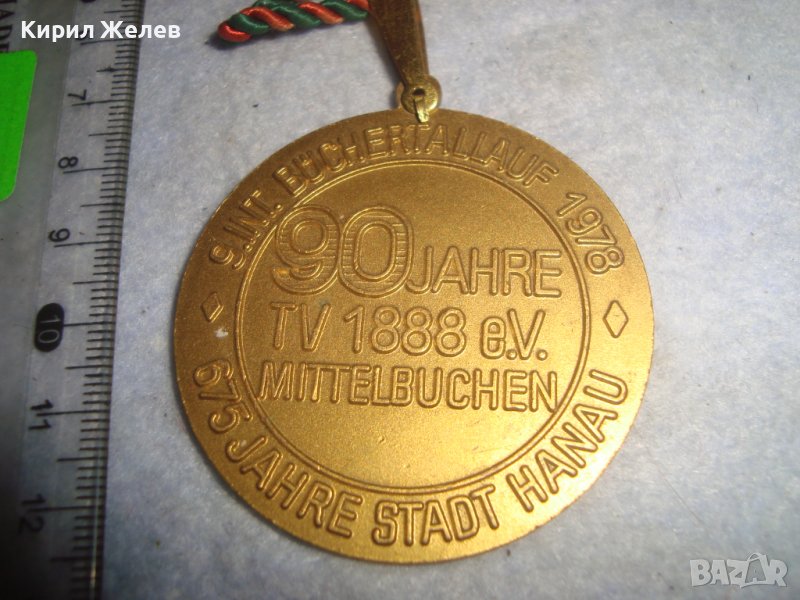 Кирил Желев
9. INT. BÜCHERTALLAUF 1978
90 JAHRE
TV 1888 e.V.
MITTELBUCHEN
675 JAHRE STADT HANAU
7
8
9
10
11
12
BAZAR